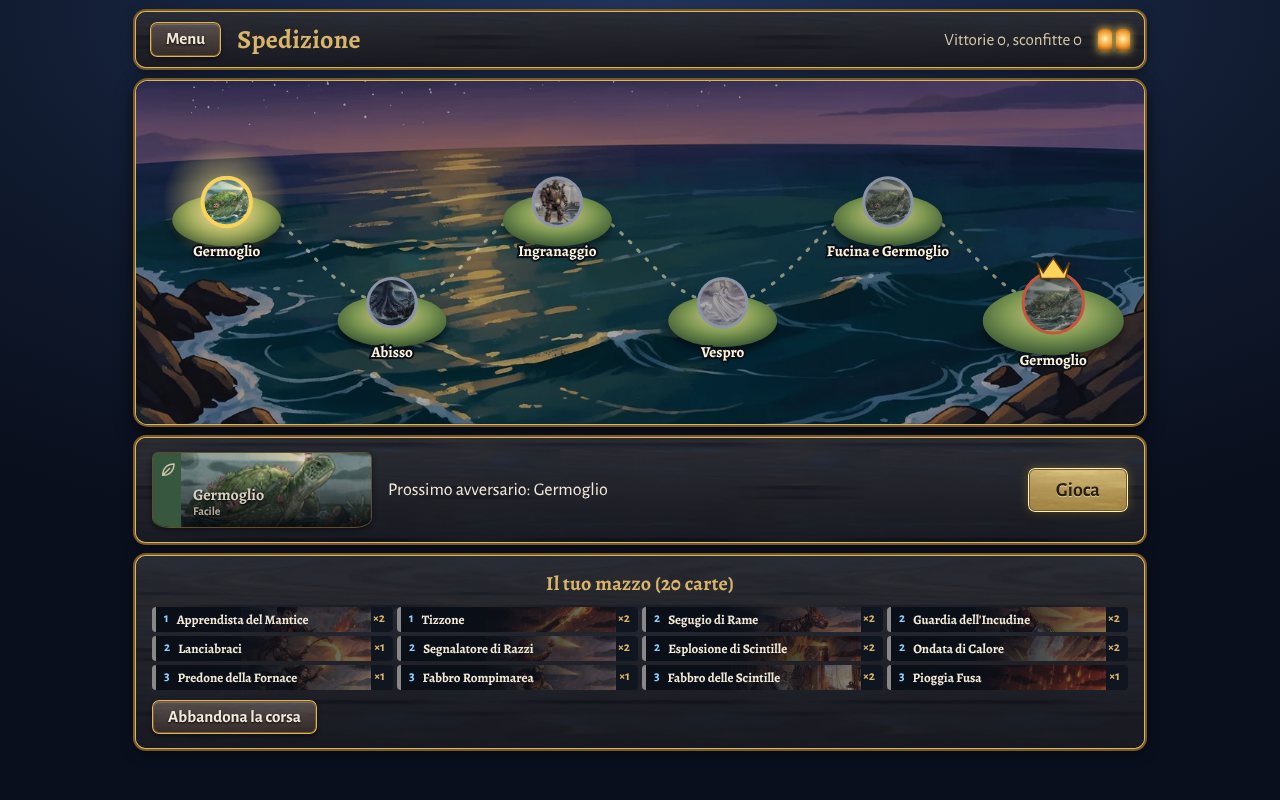 Menu
Spedizione
Vittorie 0, sconfitte 0
Germoglio
Ingranaggio
Fucina e Germoglio
Abisso
Vespro
Germoglio
Germoglio
Facile
Prossimo avversario: Germoglio
Gioca
Il tuo mazzo (20 carte)
1 Apprendista del Mantice ×2
1 Tizzone ×2
2 Segugio di Rame ×2
2 Guardia dell'Incudine ×2
2 Lanciabraci ×1
2 Segnalatore di Razzi ×2
2 Esplosione di Scintille ×2
2 Ondata di Calore ×2
3 Predone della Fornace ×1
3 Fabbro Rompimarea ×1
3 Fabbro delle Scintille ×2
3 Pioggia Fusa ×1
Abbandona la corsa